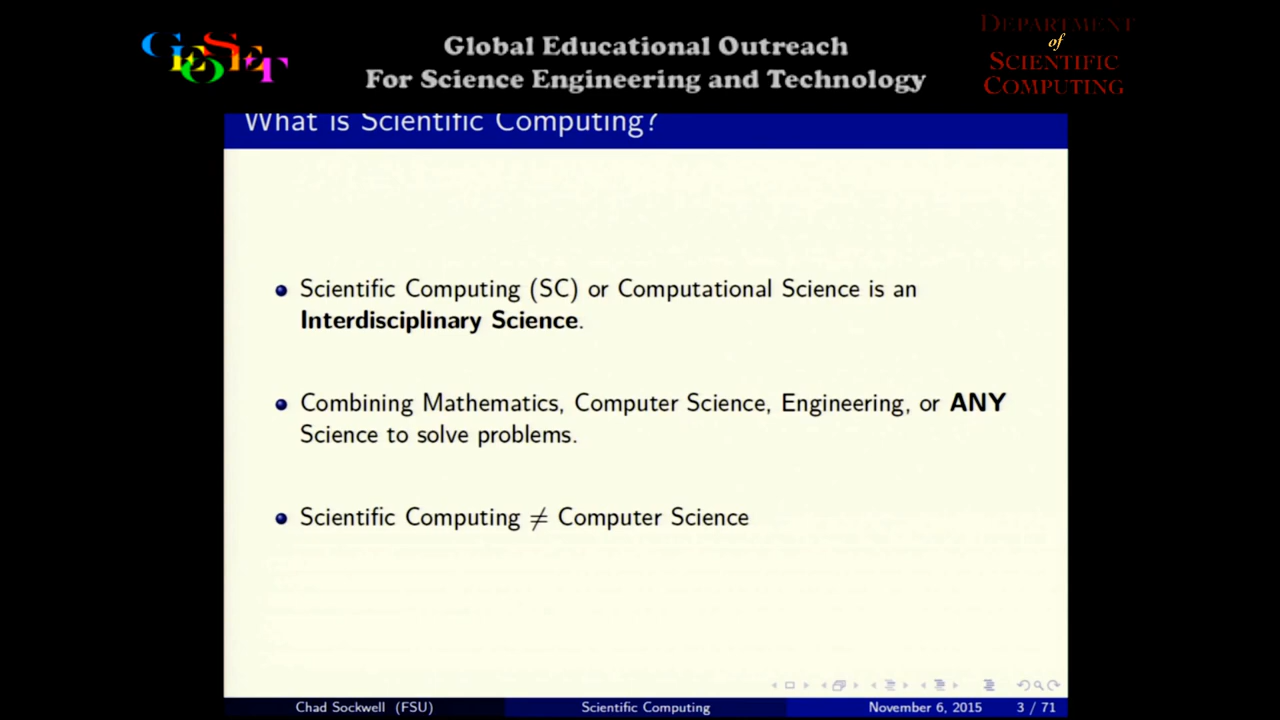 GEOSET
Global Educational Outreach
For Science Engineering and Technology
DEPARTMENT
of
SCIENTIFIC
COMPUTING
What is Scientific Computing?
Scientific Computing (SC) or Computational Science is an
Interdisciplinary Science.
Combining Mathematics, Computer Science, Engineering, or ANY
Science to solve problems.
Scientific Computing ≠ Computer Science
Chad Sockwell (FSU) Scientific Computing November 6, 2015 3 / 71